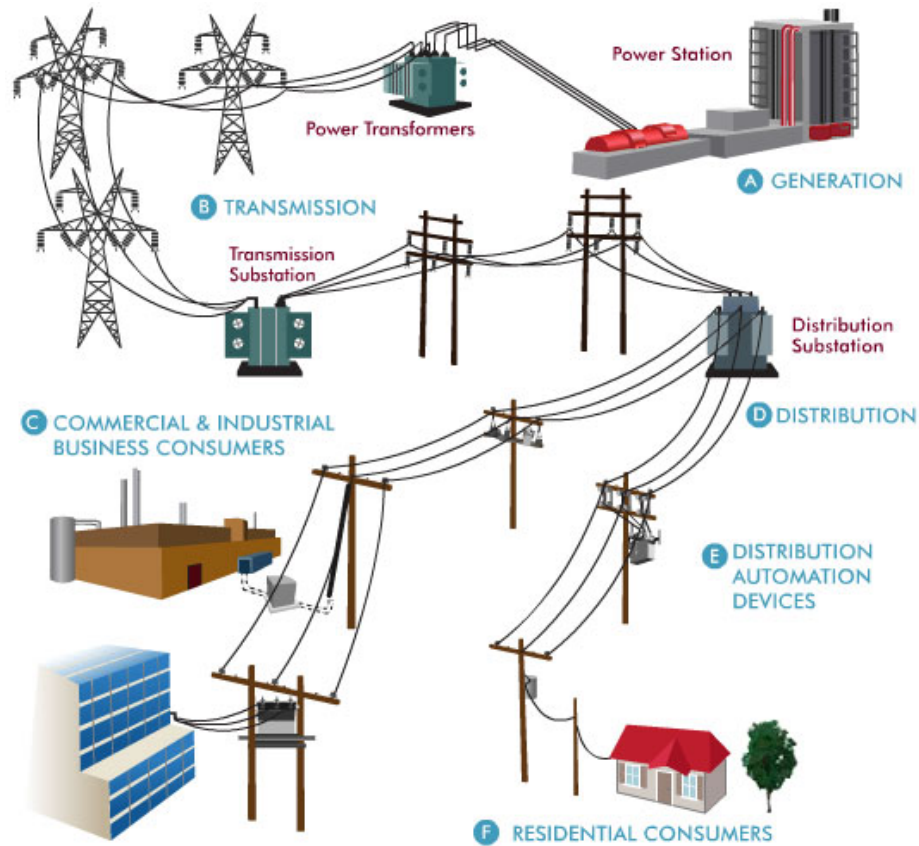 Power Station
Power Transformers
A GENERATION
B TRANSMISSION
Transmission
Substation
Distribution
Substation
C COMMERCIAL & INDUSTRIAL
BUSINESS CONSUMERS
D DISTRIBUTION
E DISTRIBUTION
AUTOMATION
DEVICES
F RESIDENTIAL CONSUMERS